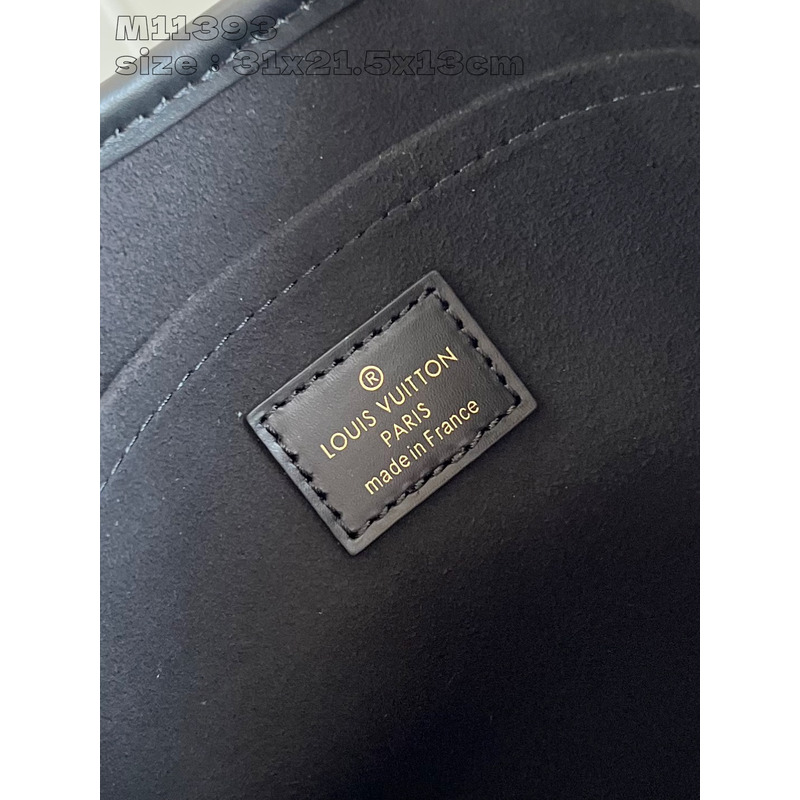 M11393
size : 31x21.5x13cm
®
LOUIS VUITTON
PARIS
made in France